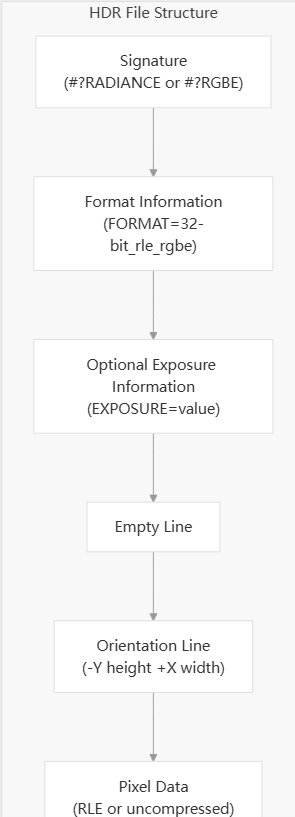 HDR File Structure
Signature
(#?RADIANCE or #?RGBE)
Format Information
(FORMAT=32-
bit_rle_rgbe)
Optional Exposure
Information
(EXPOSURE=value)
Empty Line
Orientation Line
(-Y height +X width)
Pixel Data
(RLE or uncompressed)